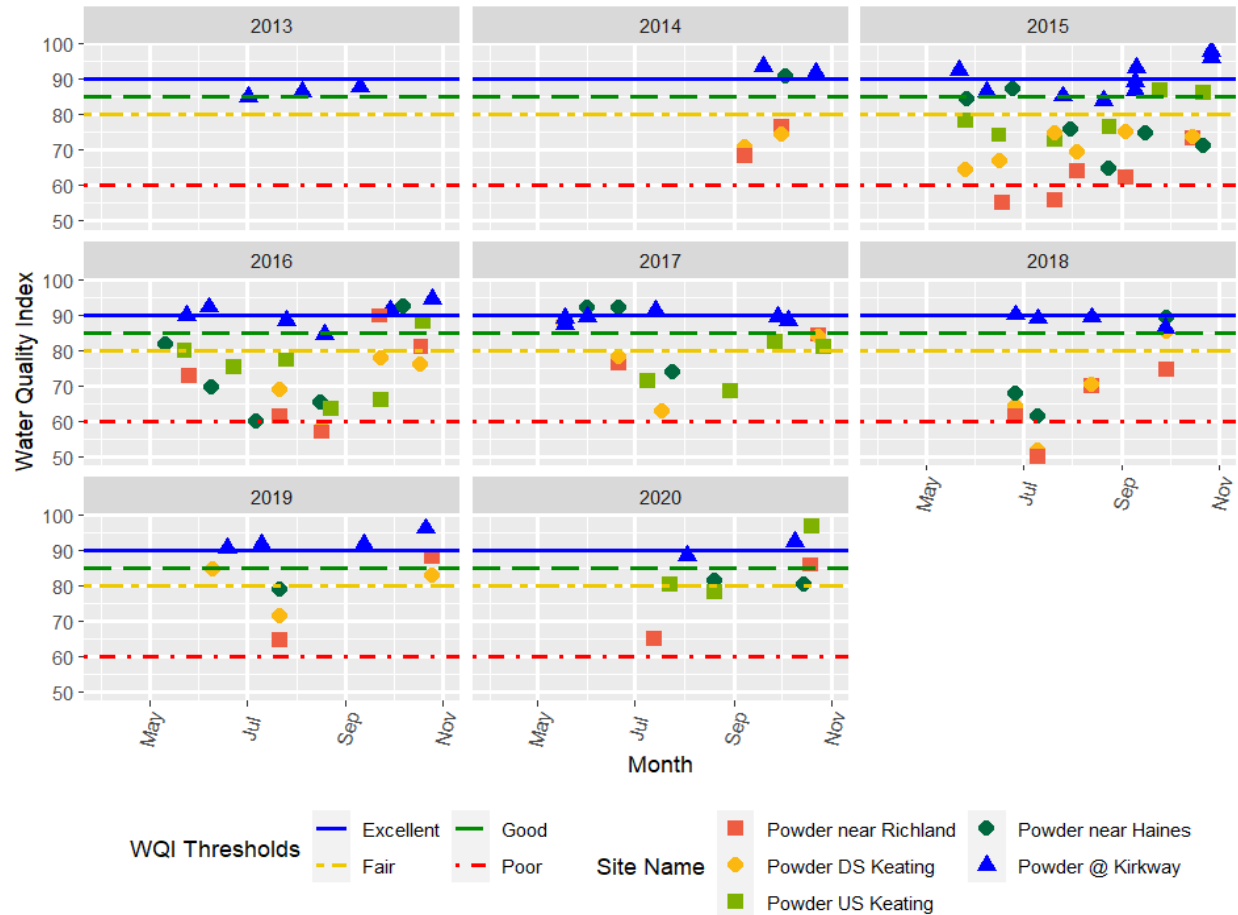 2013
2014
2015
100
90
80
70
60
50
2016
2017
2018
100
90
80
70
60
50
2019
2020
100
90
80
70
60
50
Water Quality Index
May
Jul
Sep
Nov
May
Jul
Sep
Nov
May
Jul
Sep
Nov
Month
WQI Thresholds
Excellent
Good
Fair
Poor
Site Name
Powder near Richland
Powder near Haines
Powder DS Keating
Powder @ Kirkway
Powder US Keating